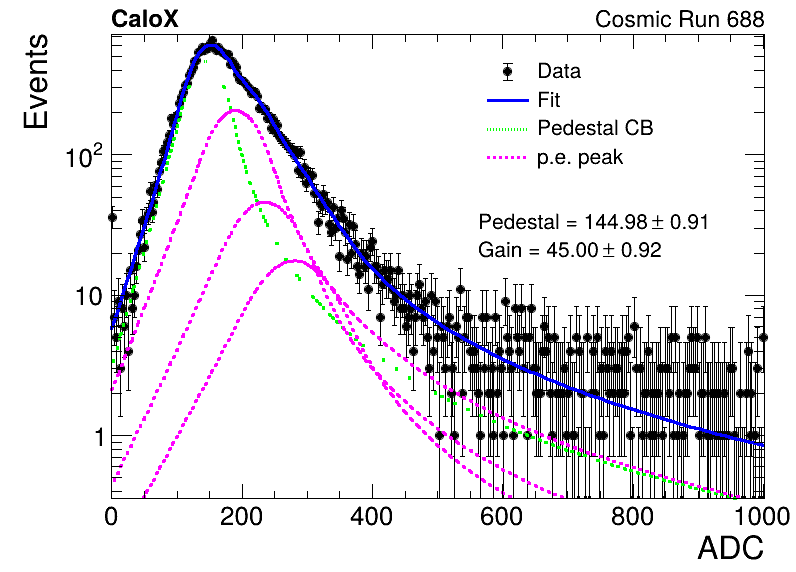 CaloX Cosmic Run 688
Events
Data
Fit
Pedestal CB
p.e. peak
Pedestal = 144.98 ± 0.91
Gain = 45.00 ± 0.92
10²
10
1
0 200 400 600 800 1000
ADC